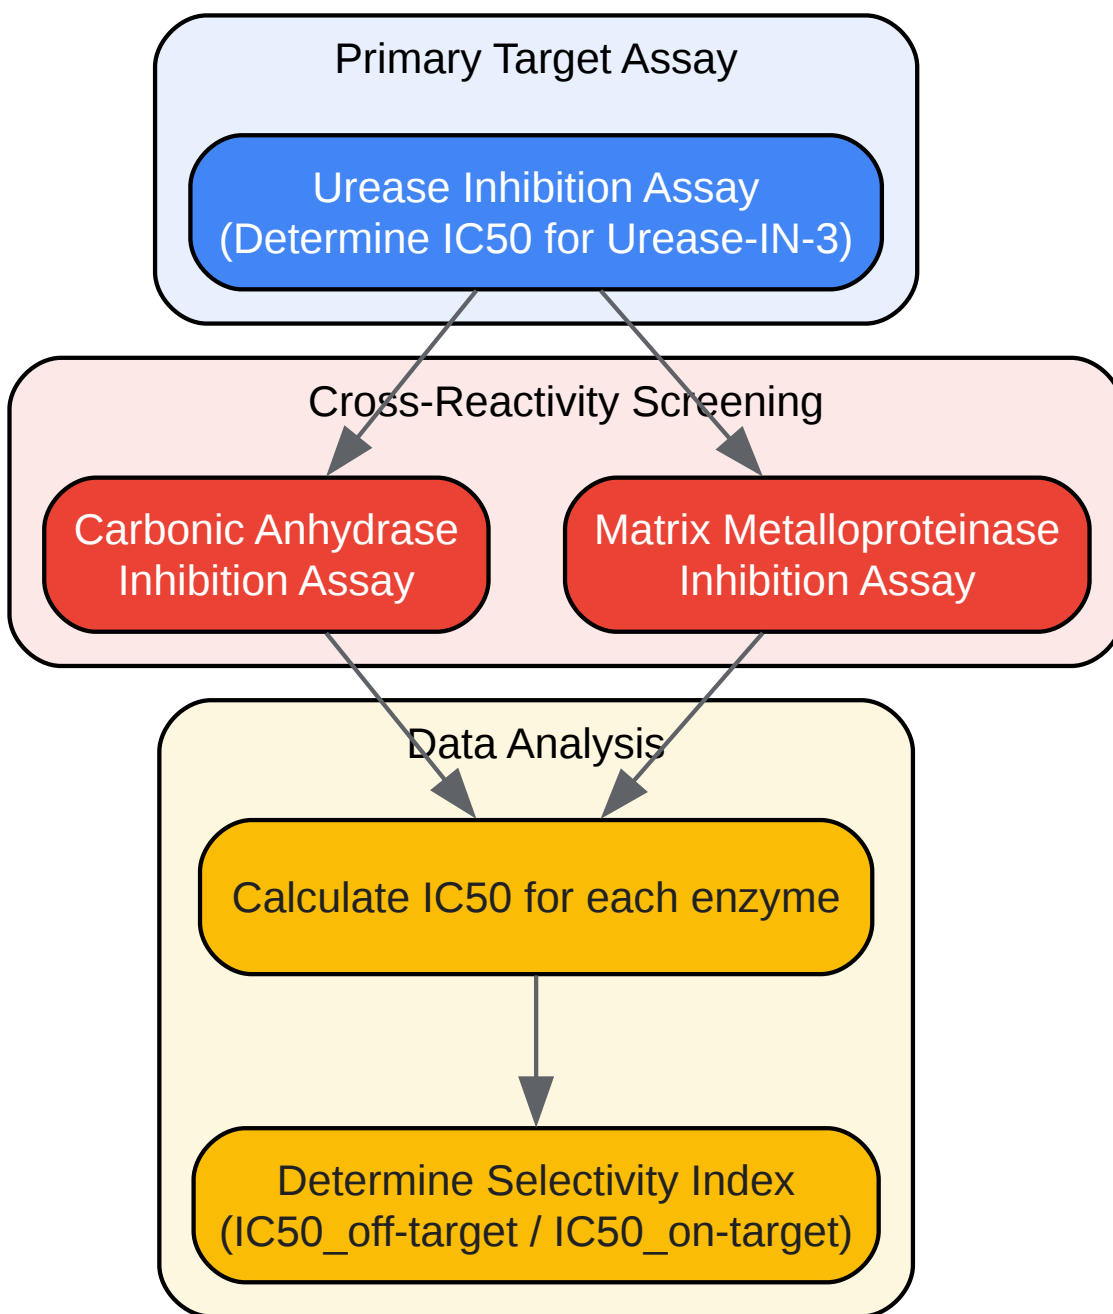 Primary Target Assay
Urease Inhibition Assay
(Determine IC50 for Urease-IN-3)
Cross-Reactivity Screening
Carbonic Anhydrase
Inhibition Assay
Matrix Metalloproteinase
Inhibition Assay
Data Analysis
Calculate IC50 for each enzyme
Determine Selectivity Index
(IC50_off-target / IC50_on-target)